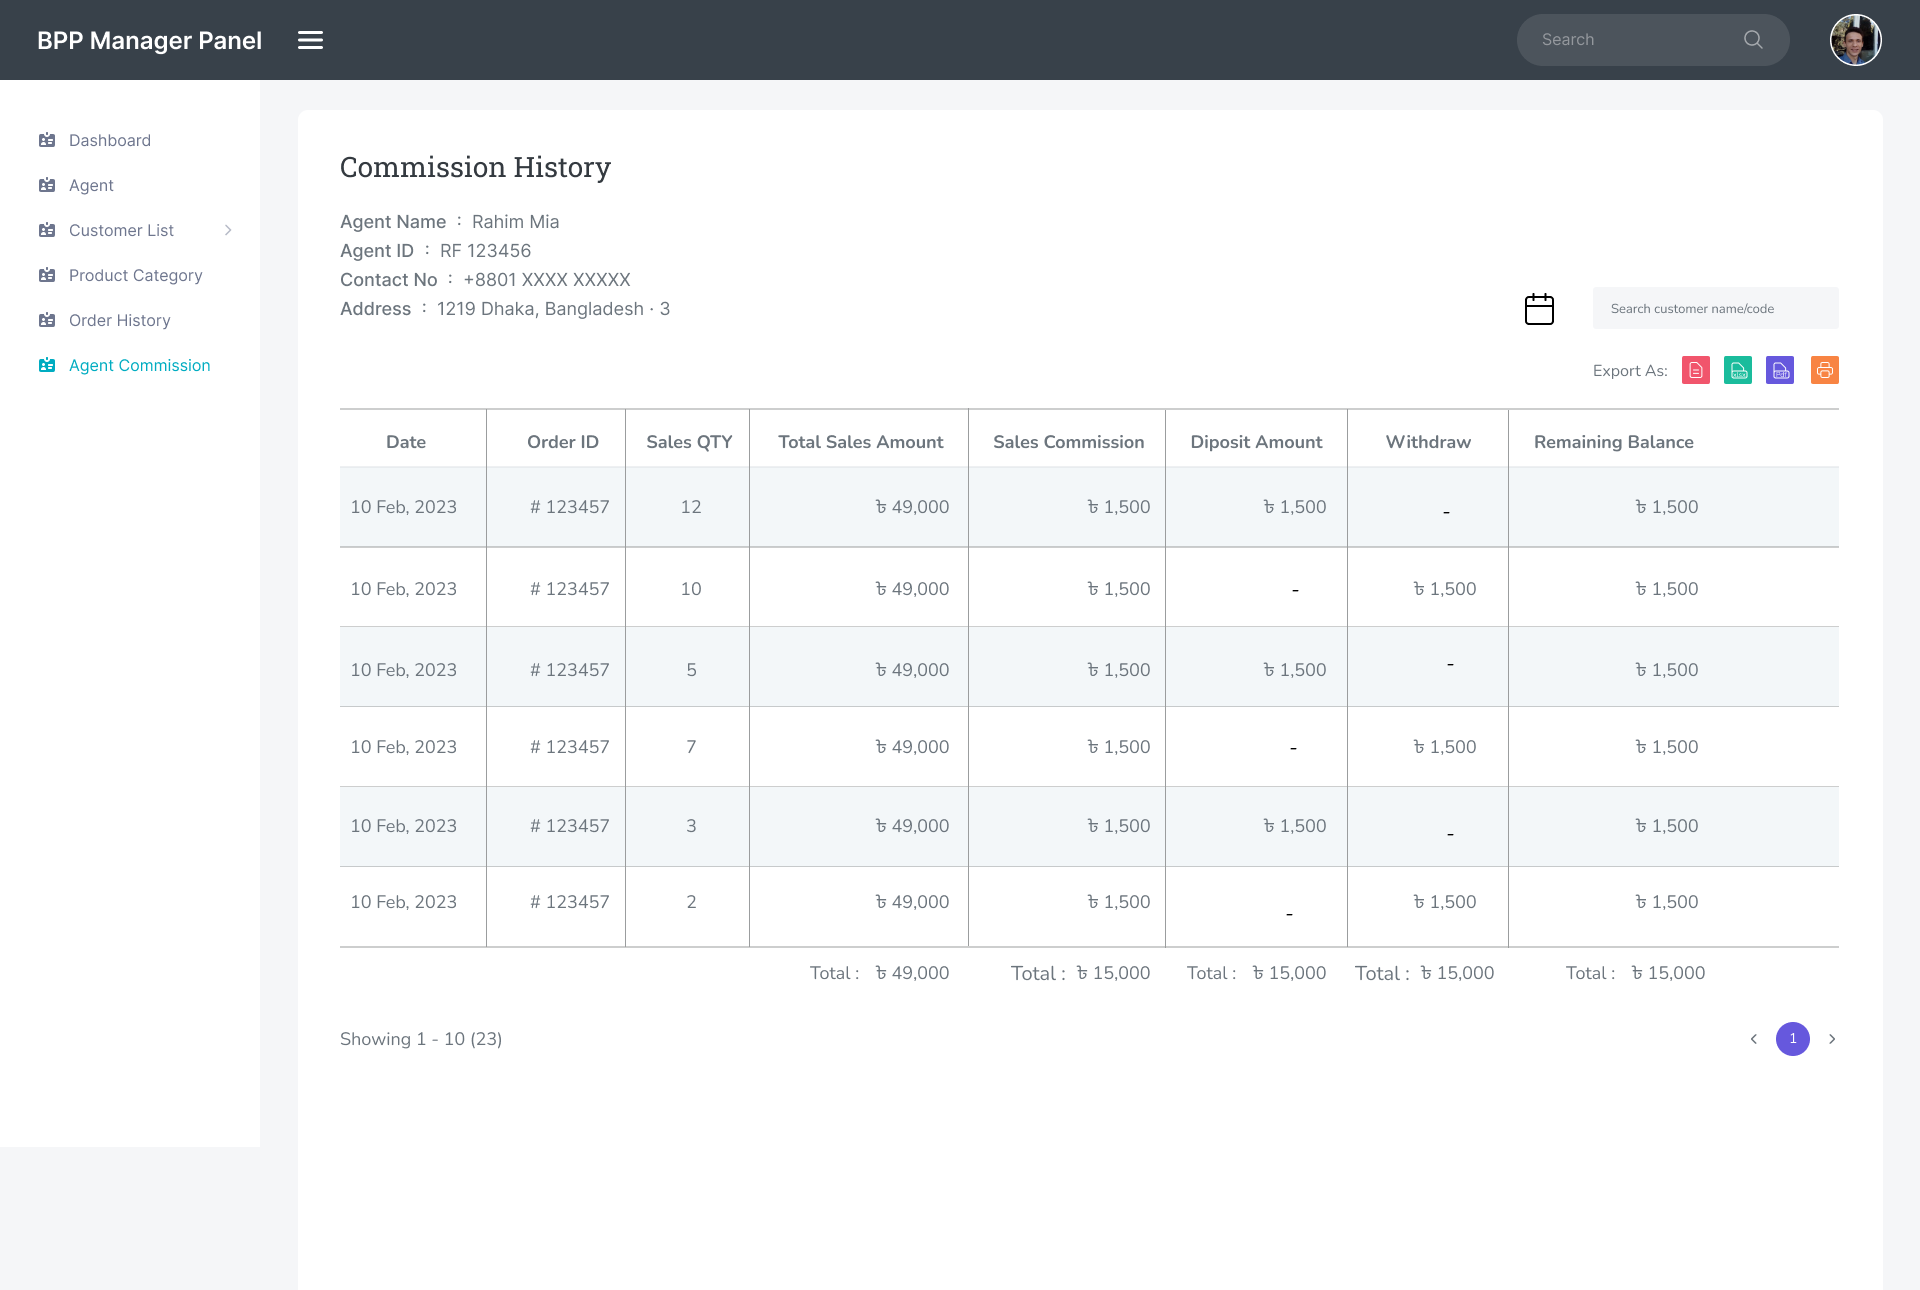 BPP Manager Panel
Search
Dashboard
Agent
Customer List
Product Category
Order History
Agent Commission
Commission History
Agent Name : Rahim Mia
Agent ID : RF 123456
Contact No : +8801 XXXX XXXXX
Address : 1219 Dhaka, Bangladesh · 3
Search customer name/code
Export As:
Date Order ID Sales QTY Total Sales Amount Sales Commission Diposit Amount Withdraw Remaining Balance
10 Feb, 2023 # 123457 12 ৳ 49,000 ৳ 1,500 ৳ 1,500 - ৳ 1,500
10 Feb, 2023 # 123457 10 ৳ 49,000 ৳ 1,500 - ৳ 1,500 ৳ 1,500
10 Feb, 2023 # 123457 5 ৳ 49,000 ৳ 1,500 ৳ 1,500 - ৳ 1,500
10 Feb, 2023 # 123457 7 ৳ 49,000 ৳ 1,500 - ৳ 1,500 ৳ 1,500
10 Feb, 2023 # 123457 3 ৳ 49,000 ৳ 1,500 ৳ 1,500 - ৳ 1,500
10 Feb, 2023 # 123457 2 ৳ 49,000 ৳ 1,500 - ৳ 1,500 ৳ 1,500
Total : ৳ 49,000 Total : ৳ 15,000 Total : ৳ 15,000 Total : ৳ 15,000 Total : ৳ 15,000
Showing 1 - 10 (23)
1